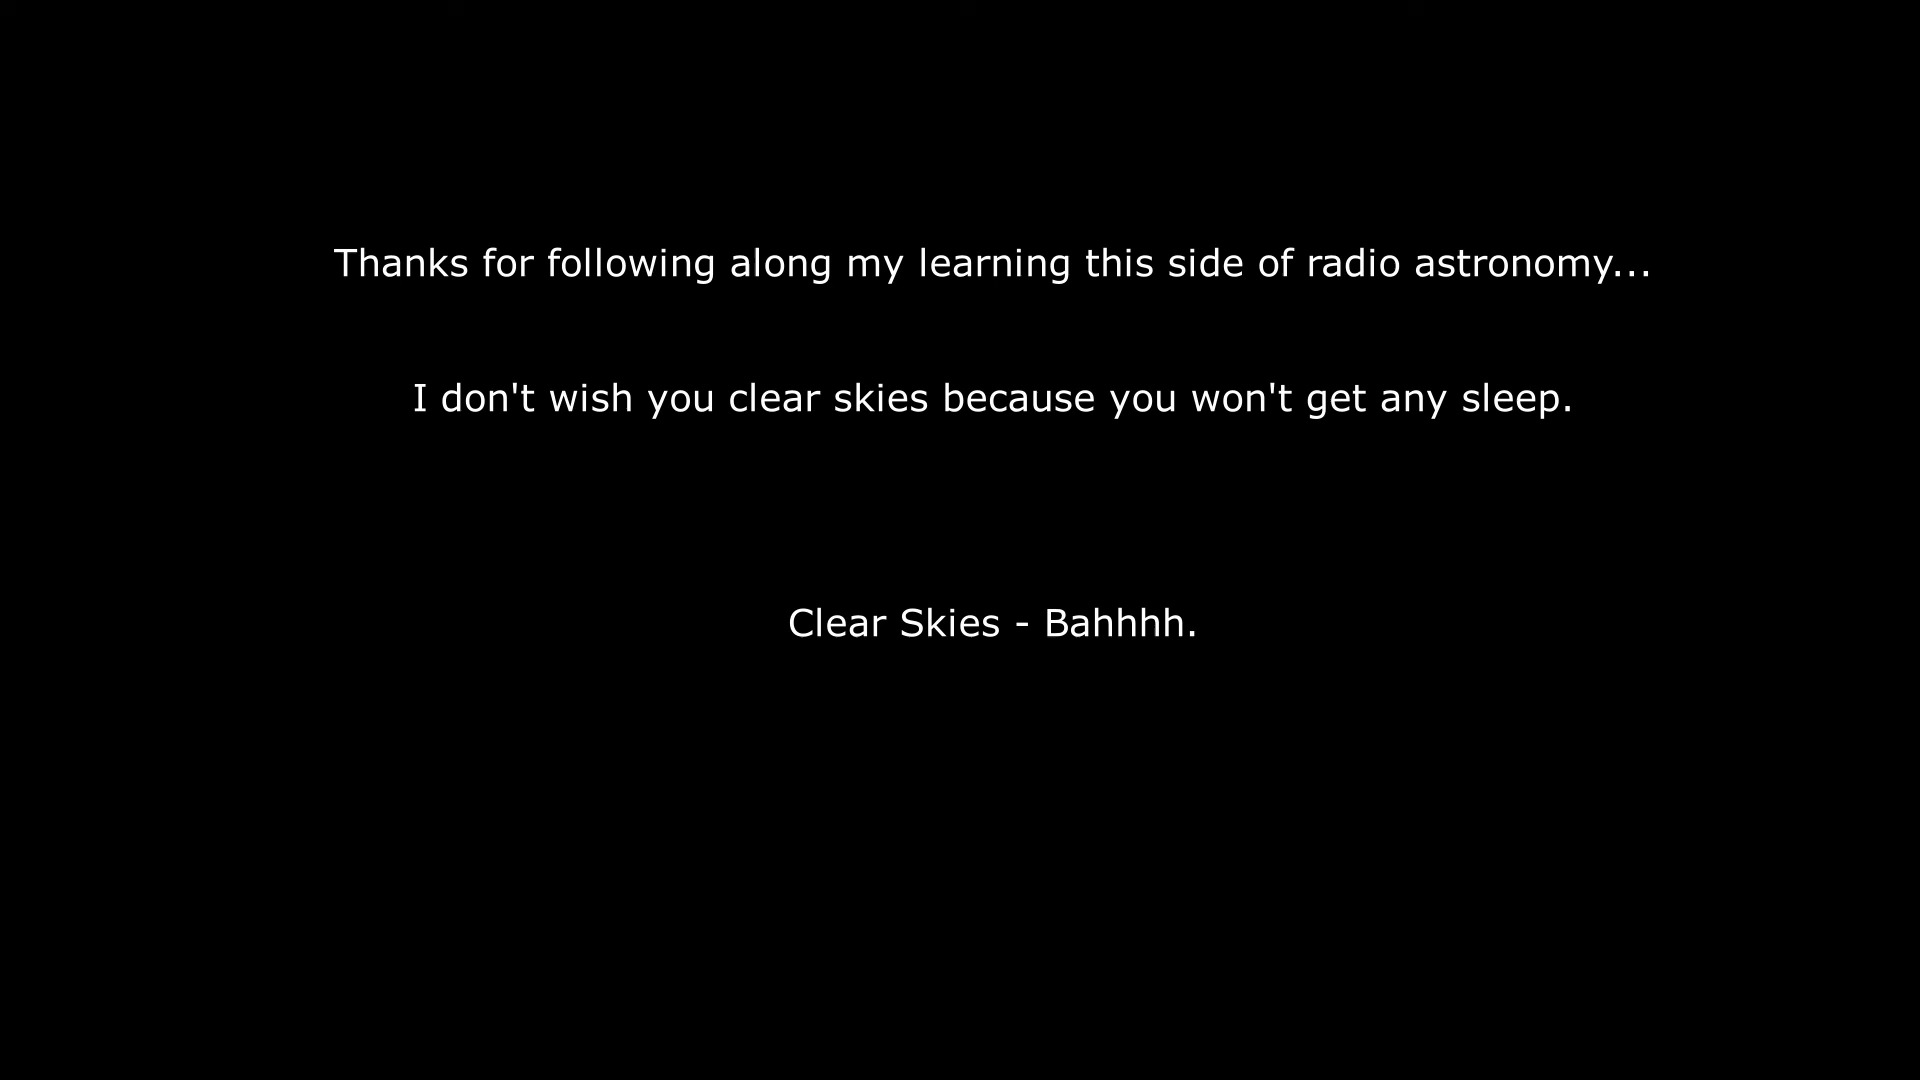 Thanks for following along my learning this side of radio astronomy...
I don't wish you clear skies because you won't get any sleep.
Clear Skies - Bahhhh.